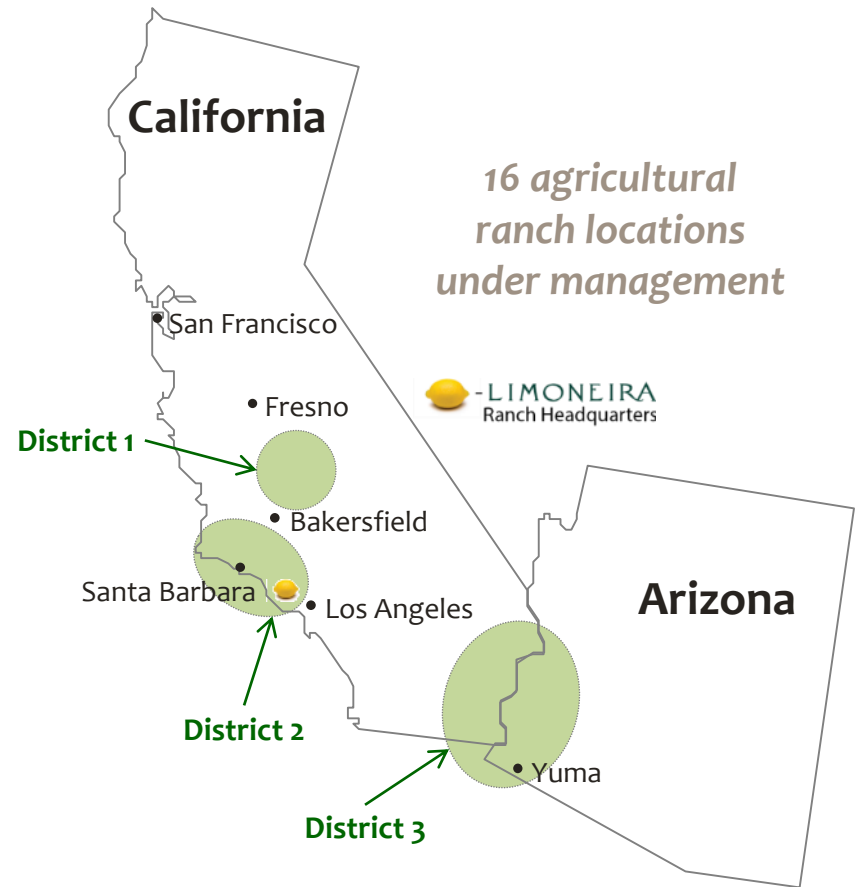 California
16 agricultural
ranch locations
under management
San Francisco
-LIMONEIRA
Ranch Headquarters
Fresno
District 1
Bakersfield
Santa Barbara
Los Angeles
Arizona
District 2
Yuma
District 3